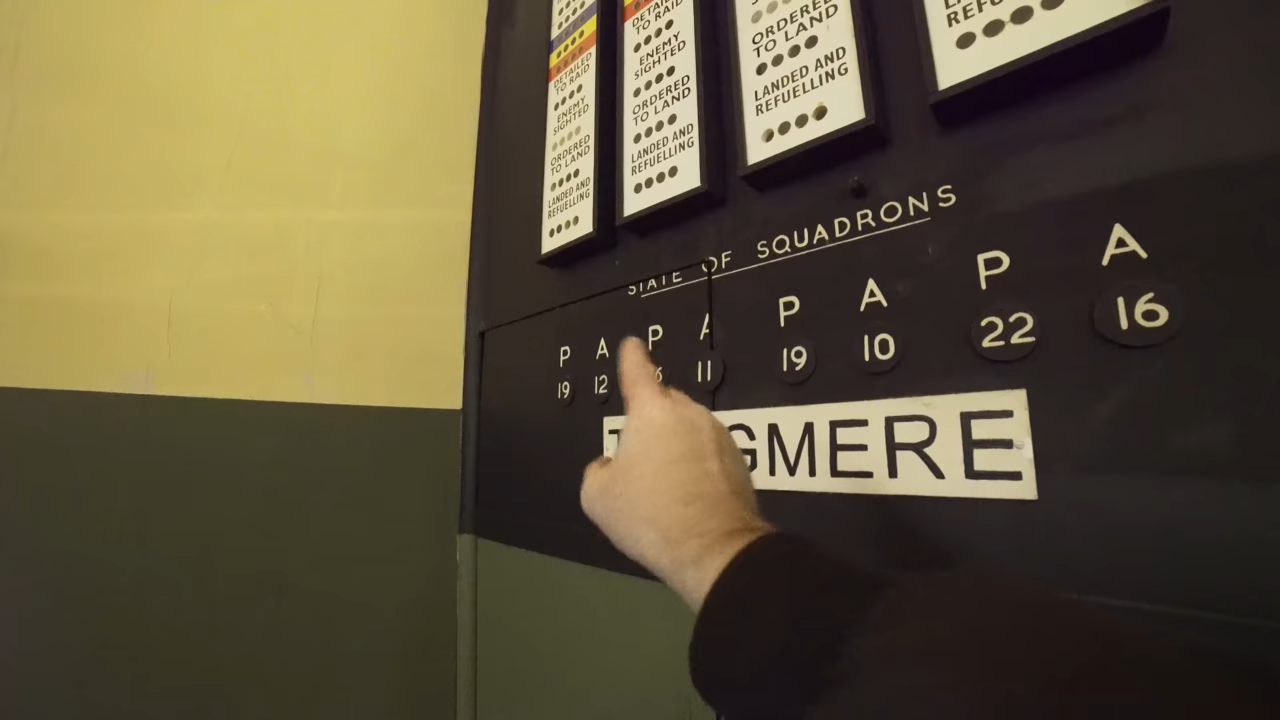 DETAILED
TO RAID
ENEMY
SIGHTED
ORDERED
TO LAND
LANDED AND
REFUELLING
DETAILED
TO RAID
ENEMY
SIGHTED
ORDERED
TO LAND
LANDED AND
REFUELLING
ORDERED
TO LAND
LANDED AND
REFUELLING
STATE OF SQUADRONS
P A P A P A P A
19 12 11 19 10 22 16
GMERE